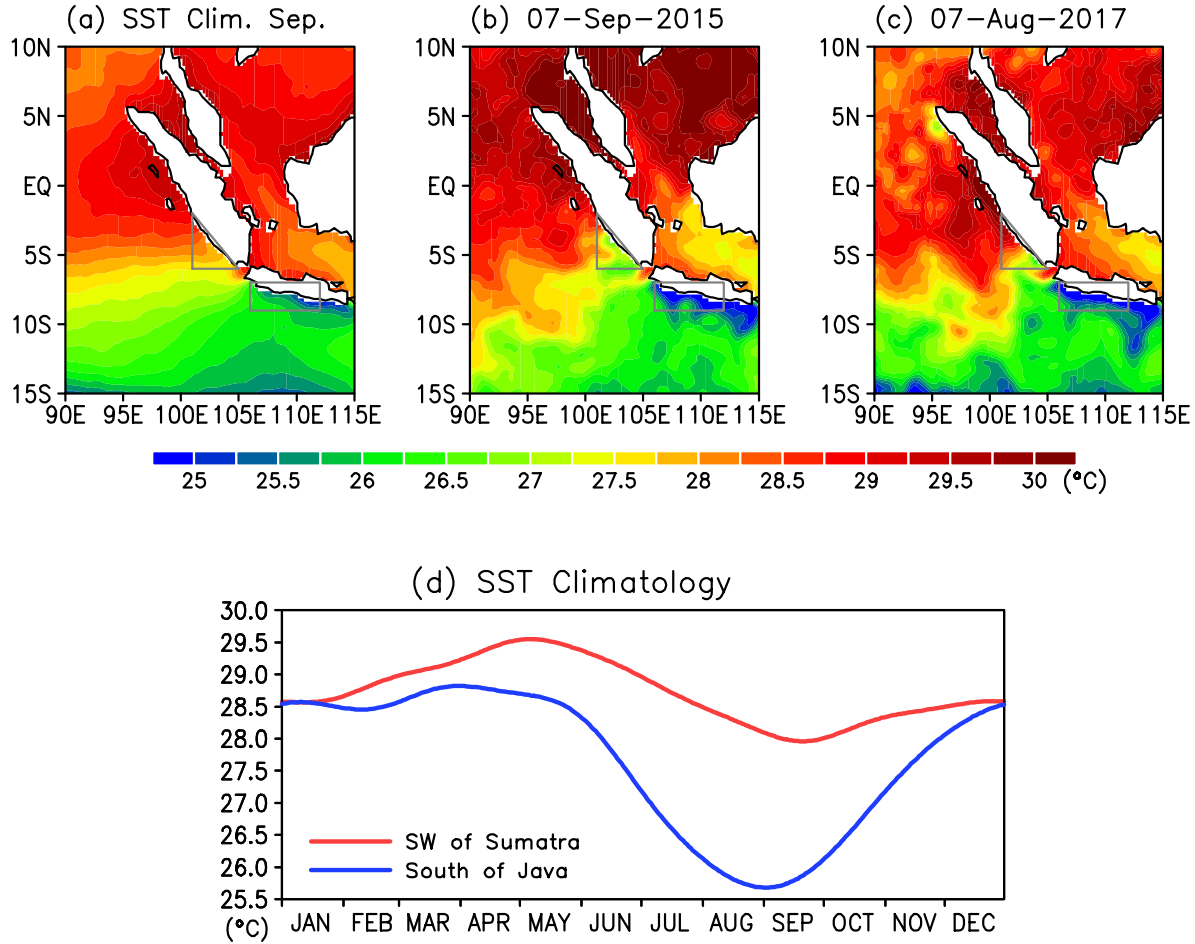 (a) SST Clim. Sep.
(b) 07-Sep-2015
(c) 07-Aug-2017
10N
5N
EQ
5S
10S
15S
90E 95E 100E 105E 110E 115E
10N
5N
EQ
5S
10S
15S
90E 95E 100E 105E 110E 115E
10N
5N
EQ
5S
10S
15S
90E 95E 100E 105E 110E 115E
25 25.5 26 26.5 27 27.5 28 28.5 29 29.5 30 (°C)
(d) SST Climatology
30.0
29.5
29.0
28.5
28.0
27.5
27.0
26.5
26.0
25.5
(°C)
SW of Sumatra
South of Java
JAN FEB MAR APR MAY JUN JUL AUG SEP OCT NOV DEC